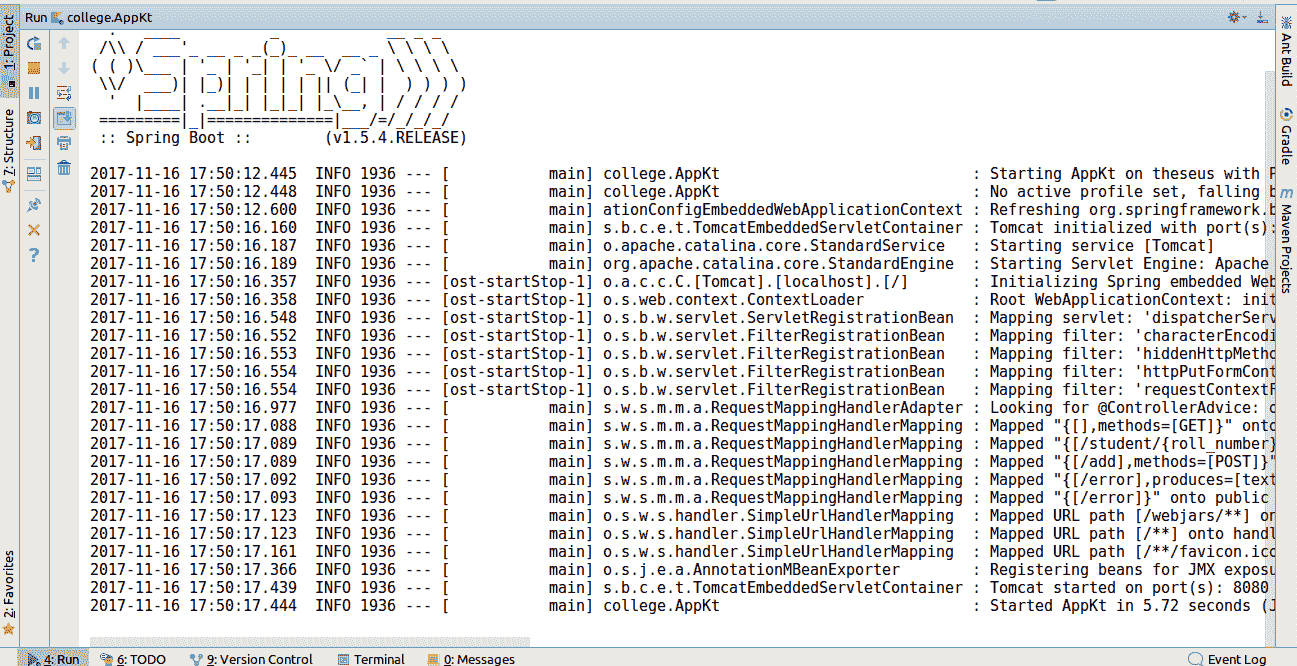 Run college.AppKt
1: Project
7: Structure
2: Favorites
:: Spring Boot ::        (v1.5.4.RELEASE)
2017-11-16 17:50:12.445  INFO 1936 --- [           main] college.AppKt                            : Starting AppKt on theseus with P
2017-11-16 17:50:12.448  INFO 1936 --- [           main] college.AppKt                            : No active profile set, falling b
2017-11-16 17:50:12.600  INFO 1936 --- [           main] ationConfigEmbeddedWebApplicationContext : Refreshing org.springframework.b
2017-11-16 17:50:16.160  INFO 1936 --- [           main] s.b.c.e.t.TomcatEmbeddedServletContainer : Tomcat initialized with port(s):
2017-11-16 17:50:16.187  INFO 1936 --- [           main] o.apache.catalina.core.StandardService   : Starting service [Tomcat]
2017-11-16 17:50:16.189  INFO 1936 --- [           main] org.apache.catalina.core.StandardEngine  : Starting Servlet Engine: Apache
2017-11-16 17:50:16.357  INFO 1936 --- [ost-startStop-1] o.a.c.c.C.[Tomcat].[localhost].[/]       : Initializing Spring embedded Web
2017-11-16 17:50:16.358  INFO 1936 --- [ost-startStop-1] o.s.web.context.ContextLoader            : Root WebApplicationContext: init
2017-11-16 17:50:16.548  INFO 1936 --- [ost-startStop-1] o.s.b.w.servlet.ServletRegistrationBean  : Mapping servlet: 'dispatcherServ
2017-11-16 17:50:16.552  INFO 1936 --- [ost-startStop-1] o.s.b.w.servlet.FilterRegistrationBean   : Mapping filter: 'characterEncodi
2017-11-16 17:50:16.553  INFO 1936 --- [ost-startStop-1] o.s.b.w.servlet.FilterRegistrationBean   : Mapping filter: 'hiddenHttpMetho
2017-11-16 17:50:16.554  INFO 1936 --- [ost-startStop-1] o.s.b.w.servlet.FilterRegistrationBean   : Mapping filter: 'httpPutFormCont
2017-11-16 17:50:16.554  INFO 1936 --- [ost-startStop-1] o.s.b.w.servlet.FilterRegistrationBean   : Mapping filter: 'requestContextF
2017-11-16 17:50:16.977  INFO 1936 --- [           main] s.w.s.m.m.a.RequestMappingHandlerAdapter : Looking for @ControllerAdvice: o
2017-11-16 17:50:17.088  INFO 1936 --- [           main] s.w.s.m.m.a.RequestMappingHandlerMapping : Mapped "{[],methods=[GET]}" onto
2017-11-16 17:50:17.089  INFO 1936 --- [           main] s.w.s.m.m.a.RequestMappingHandlerMapping : Mapped "{[/student/{roll_number}
2017-11-16 17:50:17.089  INFO 1936 --- [           main] s.w.s.m.m.a.RequestMappingHandlerMapping : Mapped "{[/add],methods=[POST]}"
2017-11-16 17:50:17.092  INFO 1936 --- [           main] s.w.s.m.m.a.RequestMappingHandlerMapping : Mapped "{[/error],produces=[text
2017-11-16 17:50:17.093  INFO 1936 --- [           main] s.w.s.m.m.a.RequestMappingHandlerMapping : Mapped "{[/error]}" onto public
2017-11-16 17:50:17.123  INFO 1936 --- [           main] o.s.w.s.handler.SimpleUrlHandlerMapping  : Mapped URL path [/webjars/**] on
2017-11-16 17:50:17.123  INFO 1936 --- [           main] o.s.w.s.handler.SimpleUrlHandlerMapping  : Mapped URL path [/**] onto handl
2017-11-16 17:50:17.161  INFO 1936 --- [           main] o.s.w.s.handler.SimpleUrlHandlerMapping  : Mapped URL path [/**/favicon.ico
2017-11-16 17:50:17.366  INFO 1936 --- [           main] o.s.j.e.a.AnnotationMBeanExporter        : Registering beans for JMX exposu
2017-11-16 17:50:17.439  INFO 1936 --- [           main] s.b.c.e.t.TomcatEmbeddedServletContainer : Tomcat started on port(s): 8080
2017-11-16 17:50:17.444  INFO 1936 --- [           main] college.AppKt                            : Started AppKt in 5.72 seconds (J
Ant Build
Gradle
Maven Projects
4: Run
6: TODO
9: Version Control
Terminal
0: Messages
Event Log